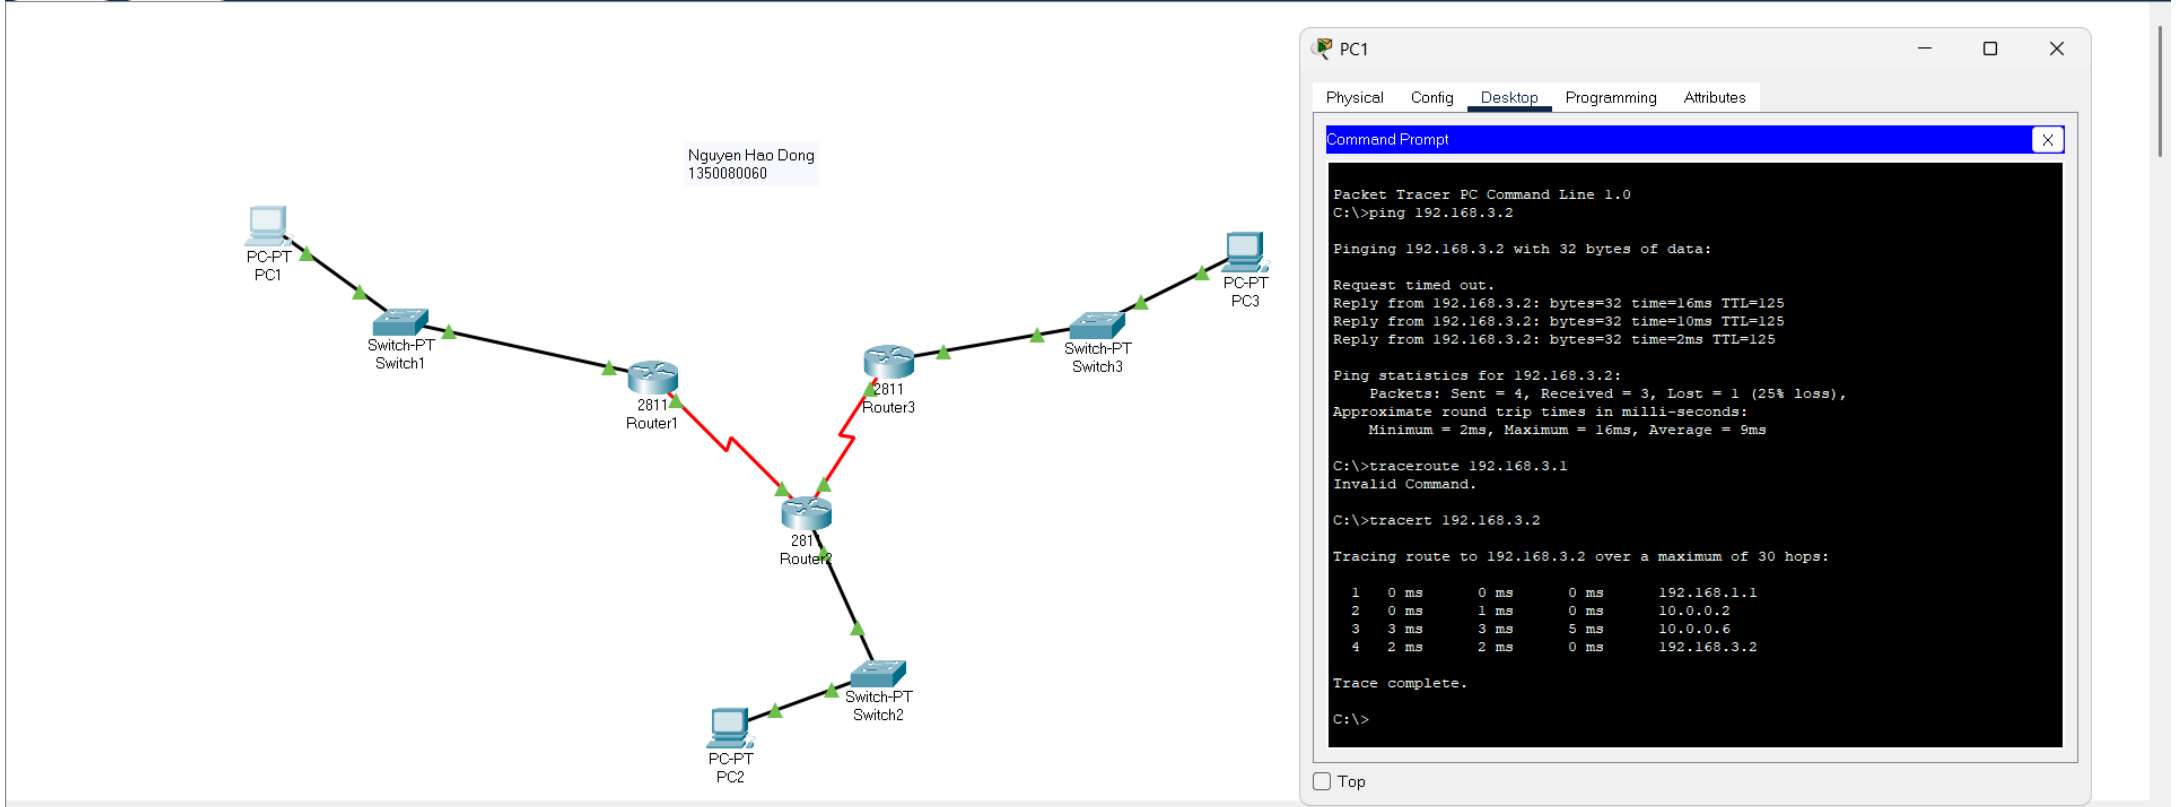 Nguyen Hao Dong
1350080060
PC-PT
PC1
Switch-PT
Switch1
2811
Router1
2811
Router3
Switch-PT
Switch3
PC-PT
PC3
2811
Router2
Switch-PT
Switch2
PC-PT
PC2
PC1
Physical Config Desktop Programming Attributes
Command Prompt X
Packet Tracer PC Command Line 1.0
C:\>ping 192.168.3.2
Pinging 192.168.3.2 with 32 bytes of data:
Request timed out.
Reply from 192.168.3.2: bytes=32 time=16ms TTL=125
Reply from 192.168.3.2: bytes=32 time=10ms TTL=125
Reply from 192.168.3.2: bytes=32 time=2ms TTL=125
Ping statistics for 192.168.3.2:
Packets: Sent = 4, Received = 3, Lost = 1 (25% loss),
Approximate round trip times in milli-seconds:
Minimum = 2ms, Maximum = 16ms, Average = 9ms
C:\>traceroute 192.168.3.1
Invalid Command.
C:\>tracert 192.168.3.2
Tracing route to 192.168.3.2 over a maximum of 30 hops:
1 0 ms 0 ms 0 ms 192.168.1.1
2 0 ms 1 ms 0 ms 10.0.0.2
3 3 ms 3 ms 5 ms 10.0.0.6
4 2 ms 2 ms 0 ms 192.168.3.2
Trace complete.
C:\>
Top